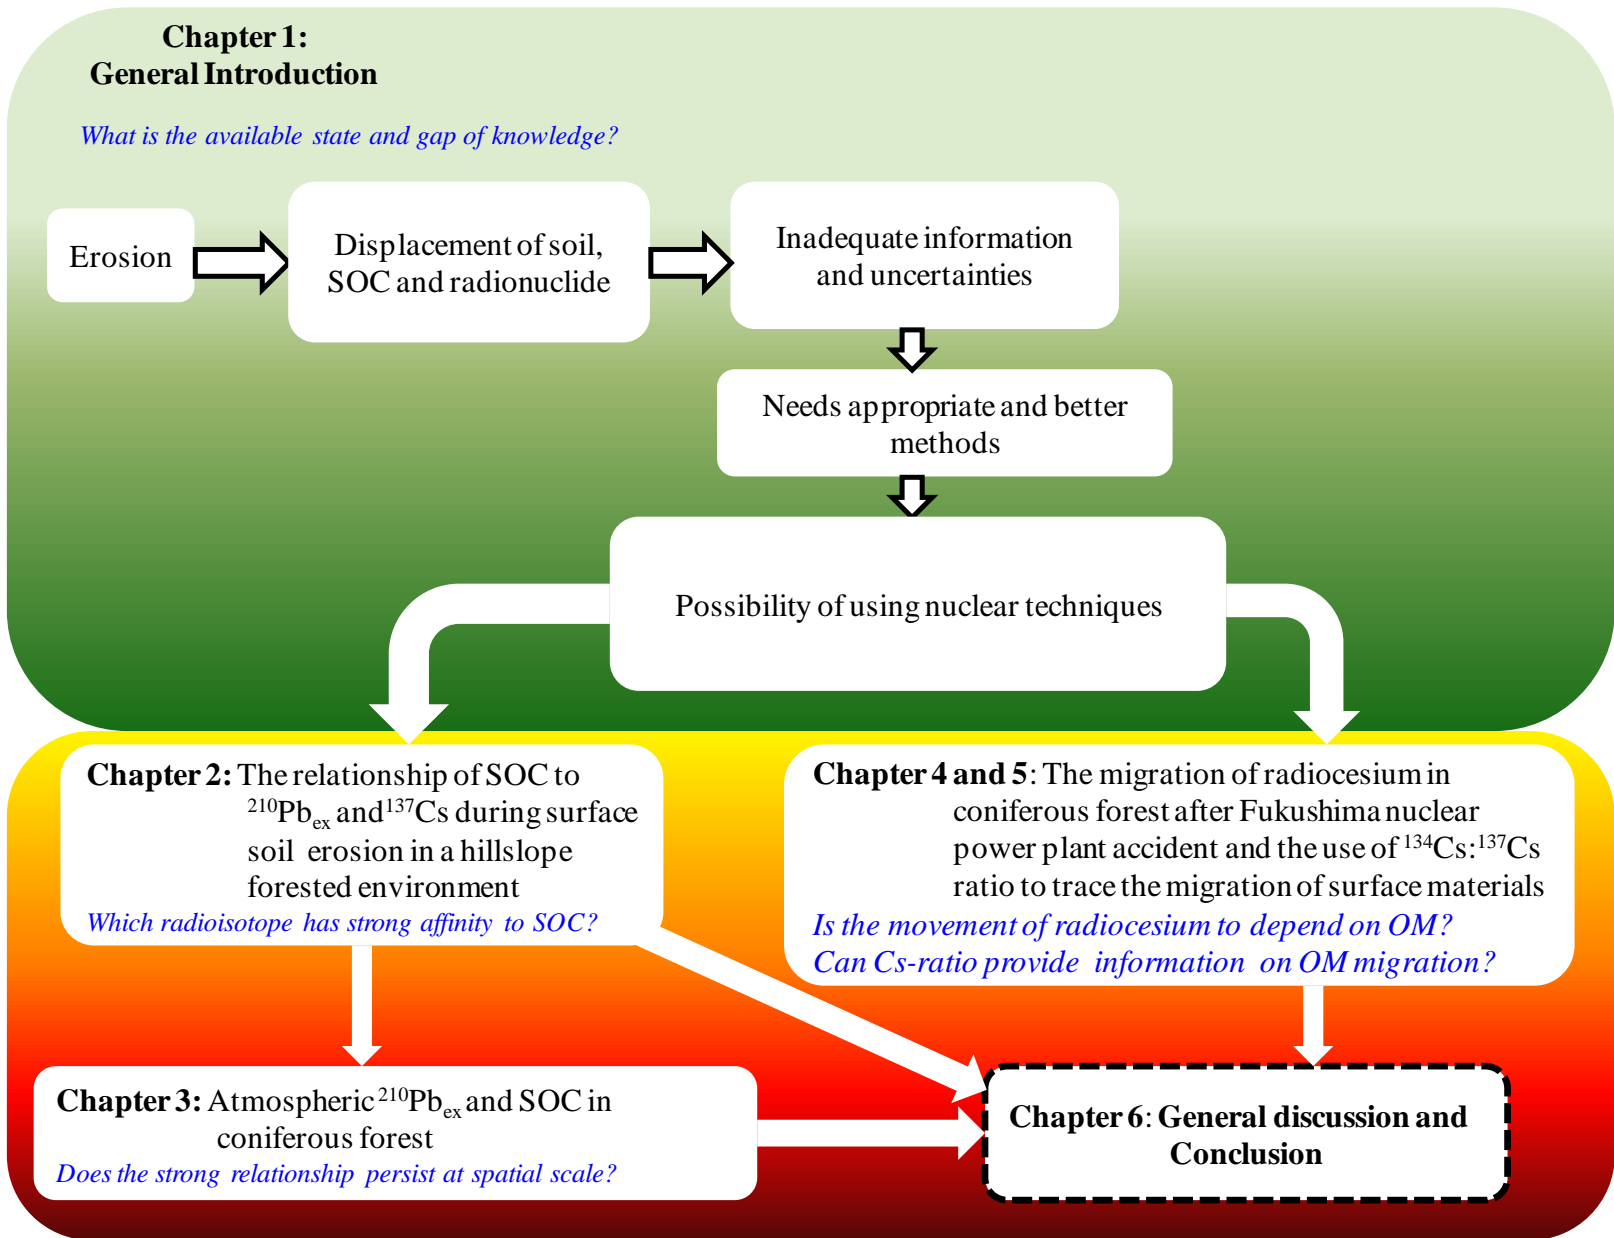 Chapter 1:
General Introduction
What is the available state and gap of knowledge?
Erosion
Displacement of soil,
SOC and radionuclide
Inadequate information
and uncertainties
Needs appropriate and better
methods
Possibility of using nuclear techniques
Chapter 2: The relationship of SOC to
²¹⁰Pbₑₓ and ¹³⁷Cs during surface
soil erosion in a hillslope
forested environment
Which radioisotope has strong affinity to SOC?
Chapter 4 and 5: The migration of radiocesium in
coniferous forest after Fukushima nuclear
power plant accident and the use of ¹³⁴Cs:¹³⁷Cs
ratio to trace the migration of surface materials
Is the movement of radiocesium to depend on OM?
Can Cs-ratio provide information on OM migration?
Chapter 3: Atmospheric ²¹⁰Pbₑₓ and SOC in
coniferous forest
Does the strong relationship persist at spatial scale?
Chapter 6: General discussion and
Conclusion